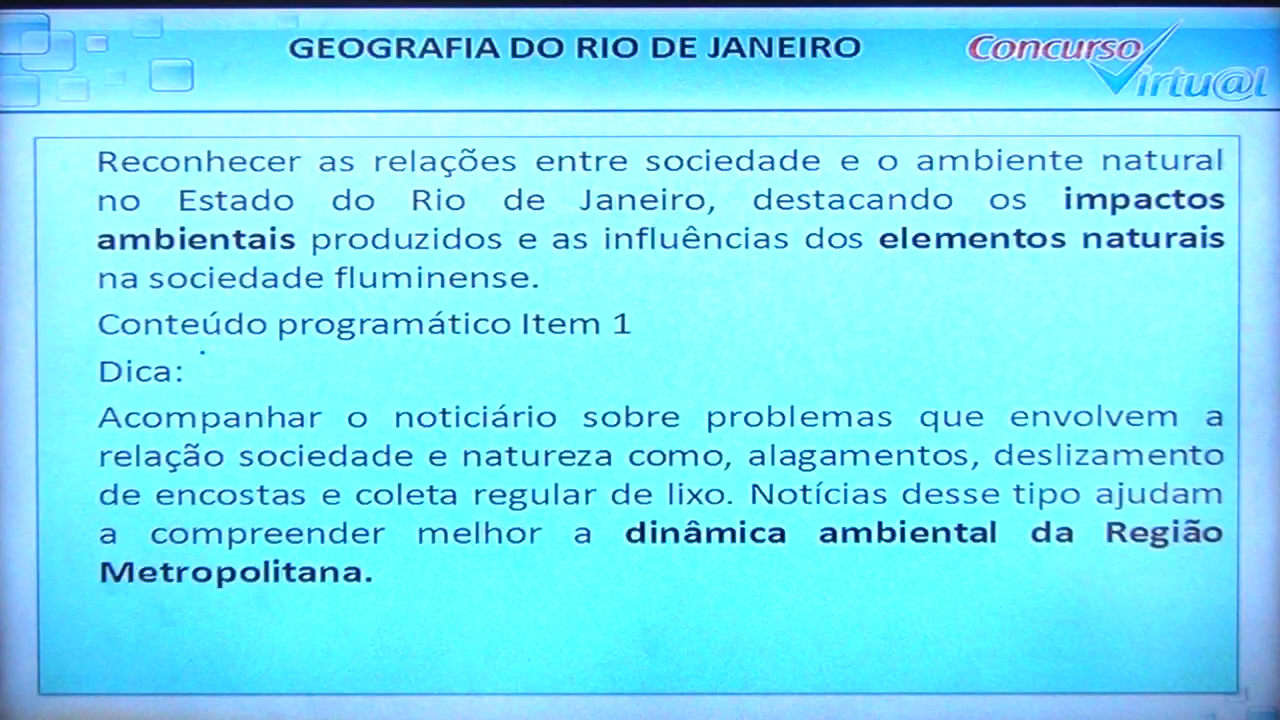 GEOGRAFIA DO RIO DE JANEIRO
Concurso
Virtu@l
Reconhecer as relações entre sociedade e o ambiente natural
no Estado do Rio de Janeiro, destacando os impactos
ambientais produzidos e as influências dos elementos naturais
na sociedade fluminense.
Conteúdo programático Item 1
Dica:
Acompanhar o noticiário sobre problemas que envolvem a
relação sociedade e natureza como, alagamentos, deslizamento
de encostas e coleta regular de lixo. Notícias desse tipo ajudam
a compreender melhor a dinâmica ambiental da Região
Metropolitana.